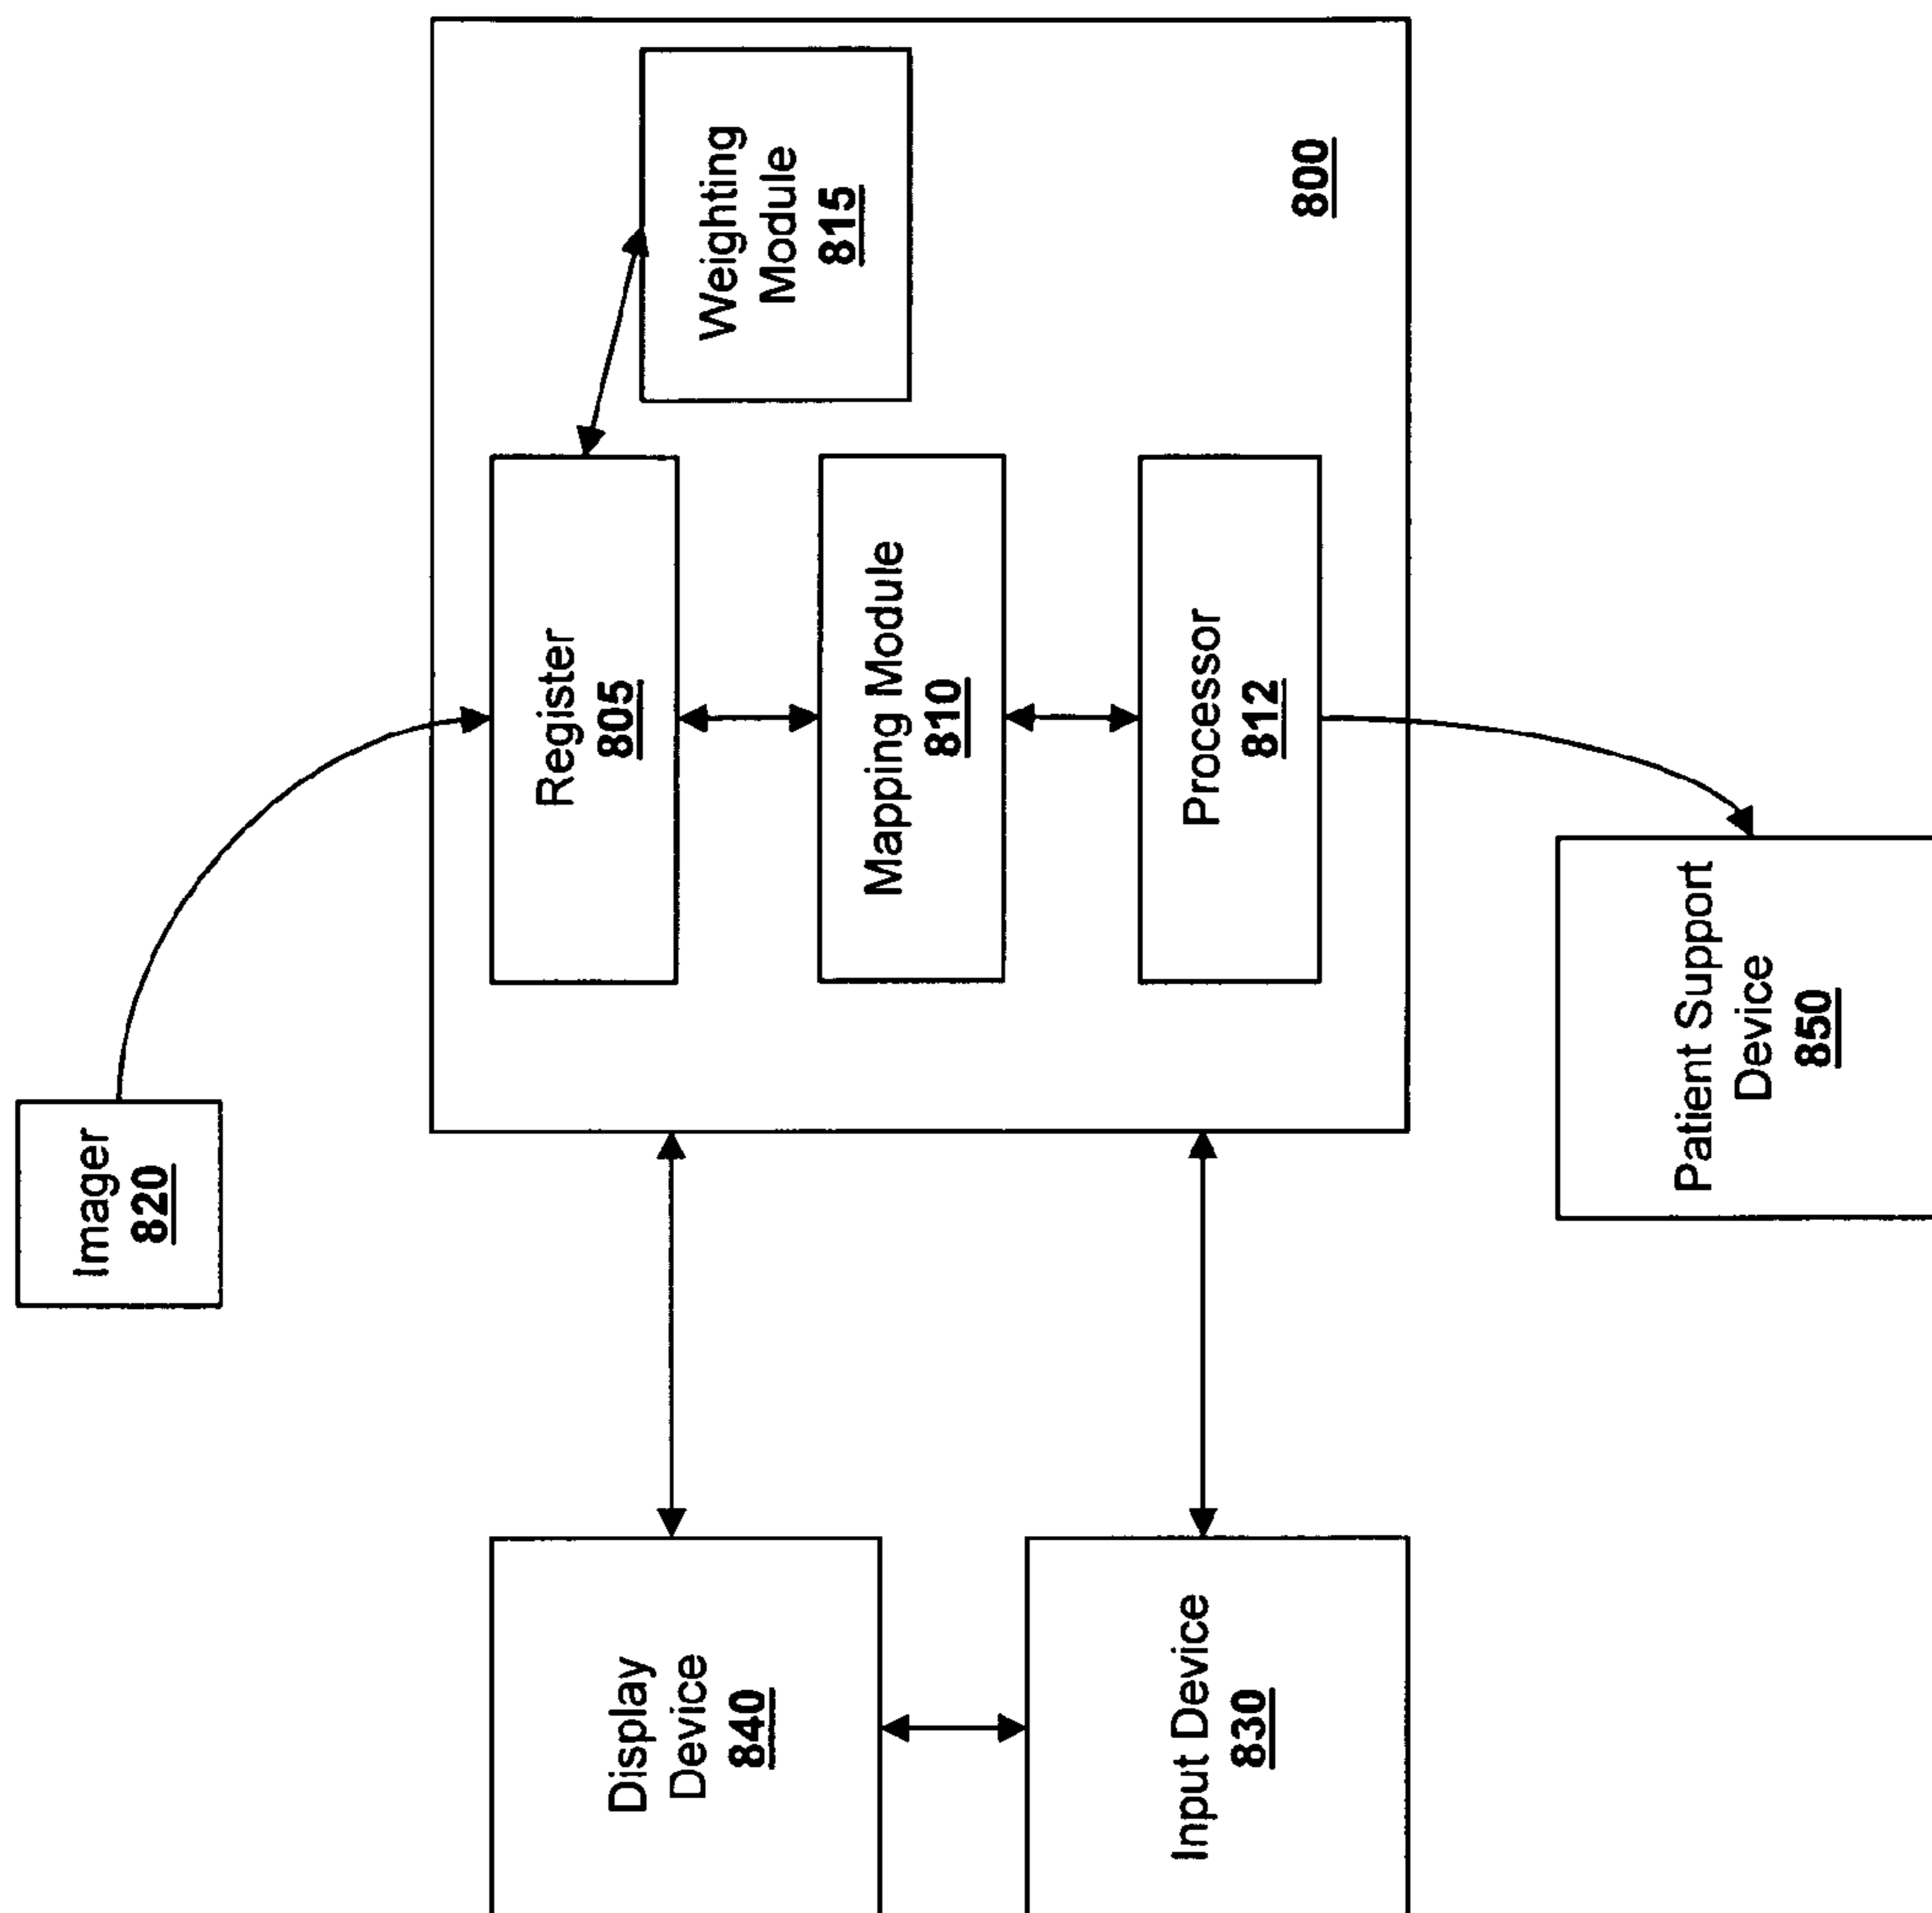 Imager
820
Register
805
Weighting
Module
815
Mapping Module
810
Processor
812
800
Display
Device
840
Input Device
830
Patient Support
Device
850